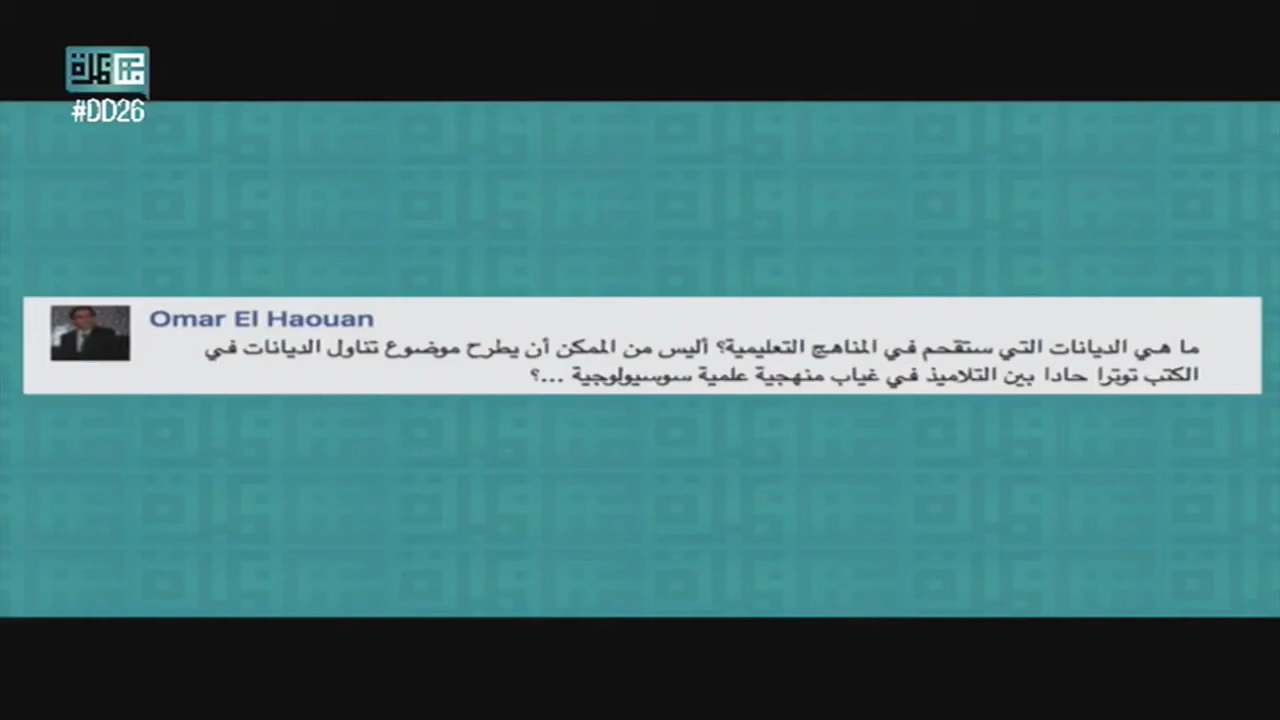 #DD26
Omar El Haouan
ما هي الديانات التي ستقحم في المناهج التعليمية؟ أليس من الممكن أن يطرح موضوع تناول الديانات في
الكتب توترا حادا بين التلاميذ في غياب منهجية علمية سوسيولوجية ...؟